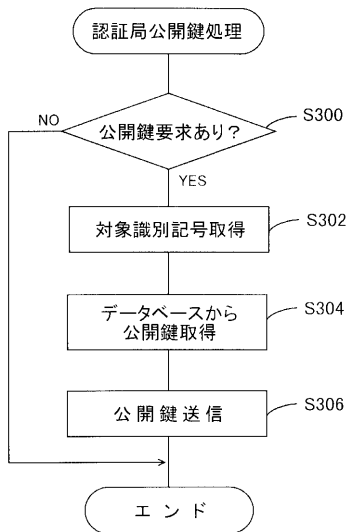 認証局公開鍵処理
公開鍵要求あり？
S300
NO
YES
対象識別記号取得
S302
データベースから
公開鍵取得
S304
公開鍵送信
S306
エンド